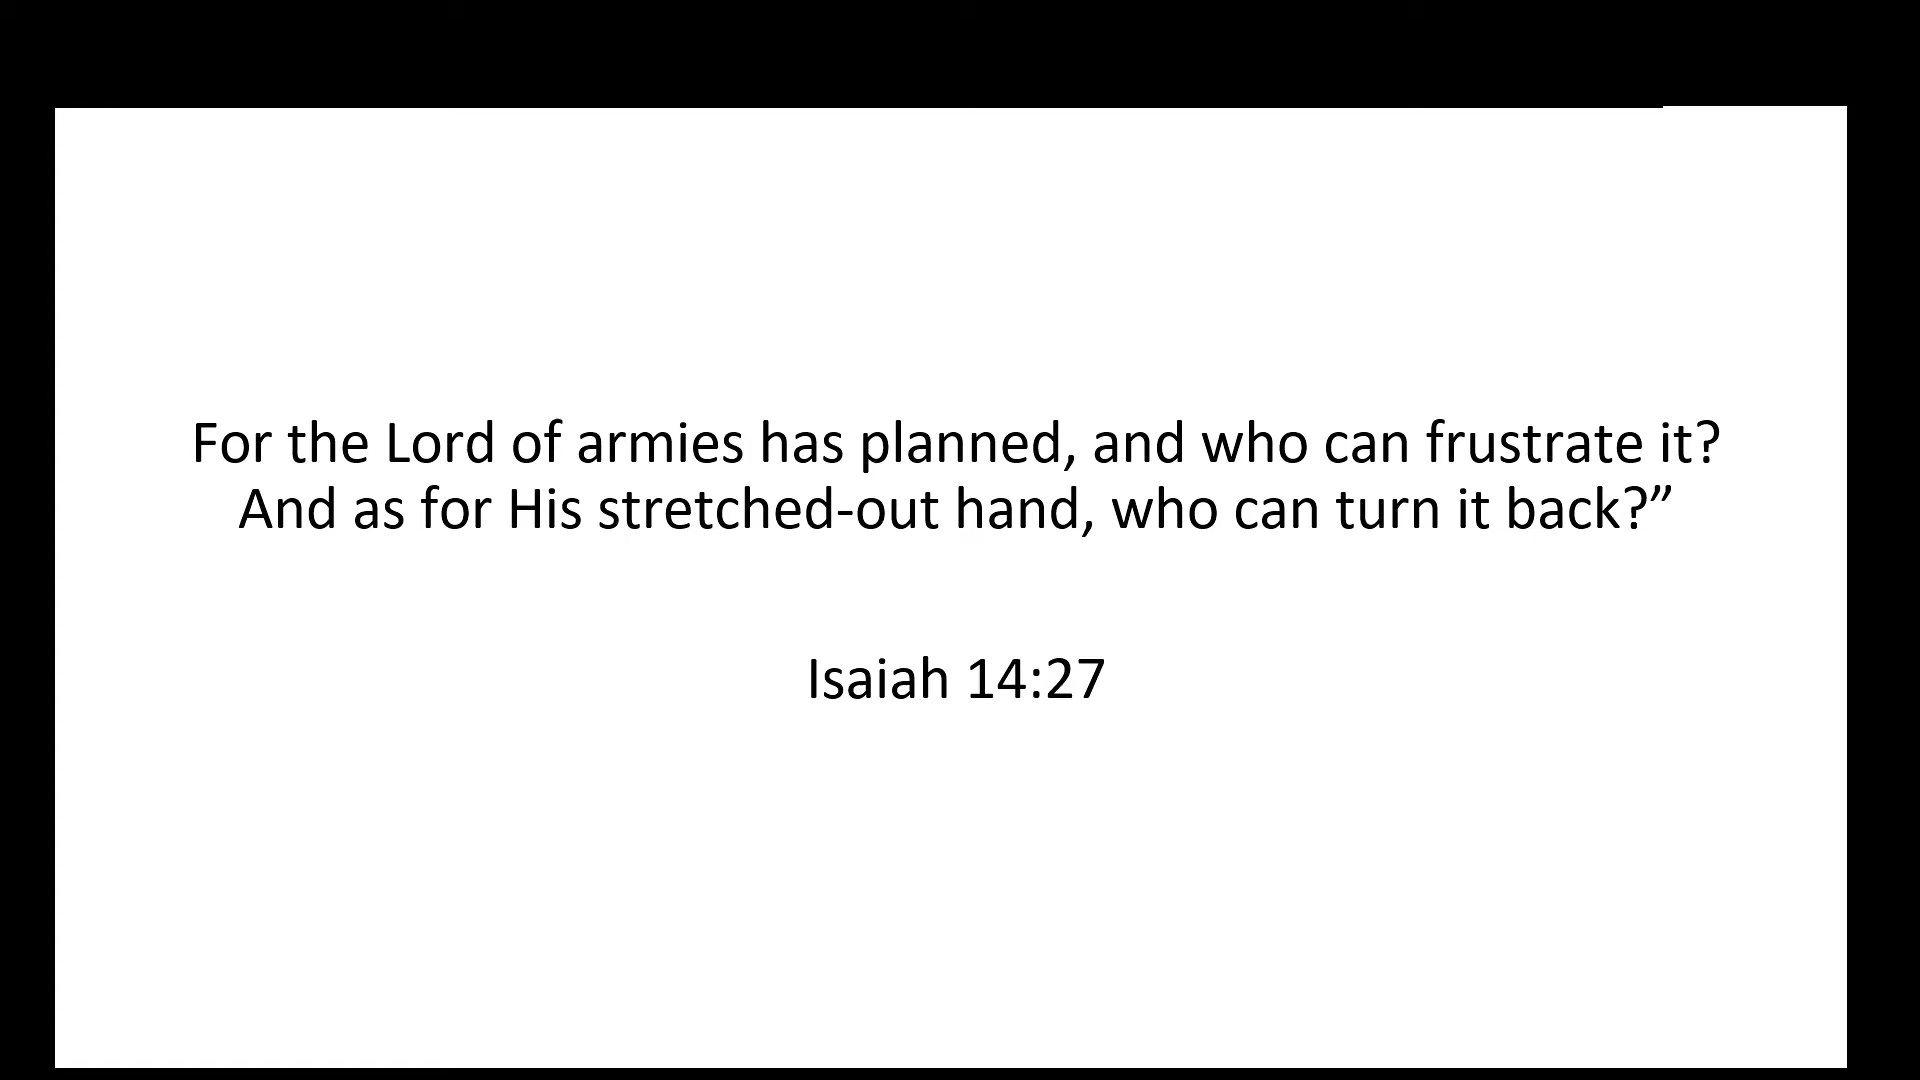 For the Lord of armies has planned, and who can frustrate it?
And as for His stretched-out hand, who can turn it back?”
Isaiah 14:27